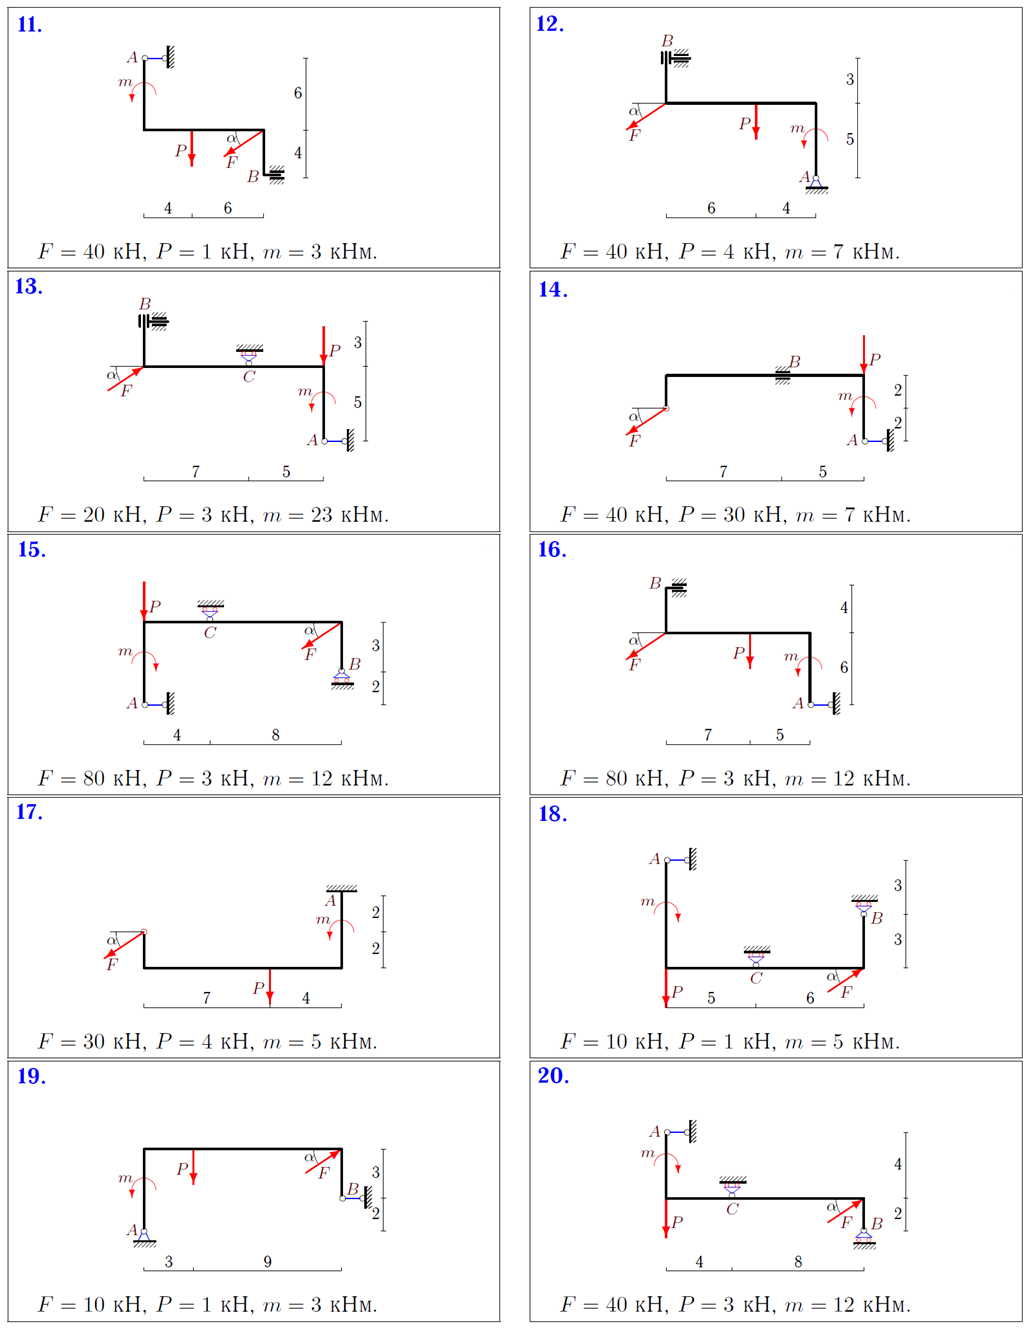 11.
A
m
6
α
P
F
4
B
4 6
F = 40 кН, P = 1 кН, m = 3 кНм.
12.
B
3
α
F
P
m
5
A
6 4
F = 40 кН, P = 4 кН, m = 7 кНм.
13.
B
3
P
α
C
F
m
5
A
7 5
F = 20 кН, P = 3 кН, m = 23 кНм.
14.
B
P
2
m
α
2
F
A
7 5
F = 40 кН, P = 30 кН, m = 7 кНм.
15.
P
C
α
3
m
F
B
2
A
4 8
F = 80 кН, P = 3 кН, m = 12 кНм.
16.
B
4
α
F
P
m
6
A
7 5
F = 80 кН, P = 3 кН, m = 12 кНм.
17.
A
2
m
α
2
F
P
7 4
F = 30 кН, P = 4 кН, m = 5 кНм.
18.
A
3
m
B
3
C
α
P
F
5 6
F = 10 кН, P = 1 кН, m = 5 кНм.
19.
α
P
F
3
m
B
2
A
3 9
F = 10 кН, P = 1 кН, m = 3 кНм.
20.
A
m
4
C
α
P
F
B
2
4 8
F = 40 кН, P = 3 кН, m = 12 кНм.